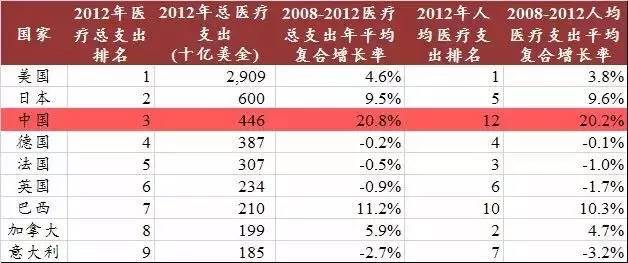 国家 2012年医疗总支出排名 2012年总医疗支出(十亿美金) 2008-2012医疗总支出年平均复合增长率 2012年人均医疗支出排名 2008-2012人均医疗支出平均复合增长率
美国 1 2,909 4.6% 1 3.8%
日本 2 600 9.5% 5 9.6%
中国 3 446 20.8% 12 20.2%
德国 4 387 -0.2% 4 -0.1%
法国 5 307 -0.5% 3 -1.0%
英国 6 234 -0.9% 6 -1.7%
巴西 7 210 11.2% 10 10.3%
加拿大 8 199 5.9% 2 4.7%
意大利 9 185 -2.7% 7 -3.2%